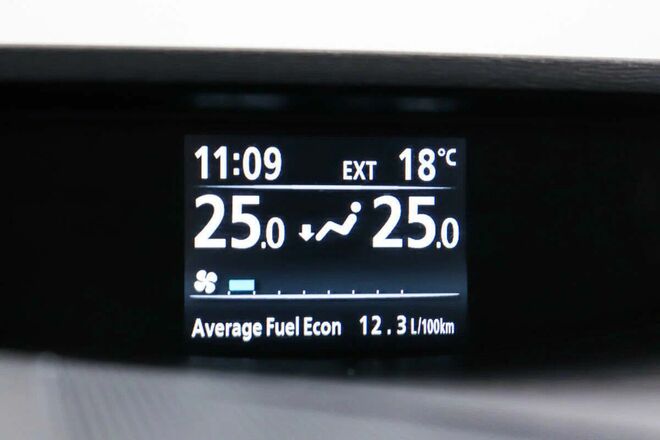 11:09 EXT 18°C
25.0 25.0
Average Fuel Econ 12.3 L/100km